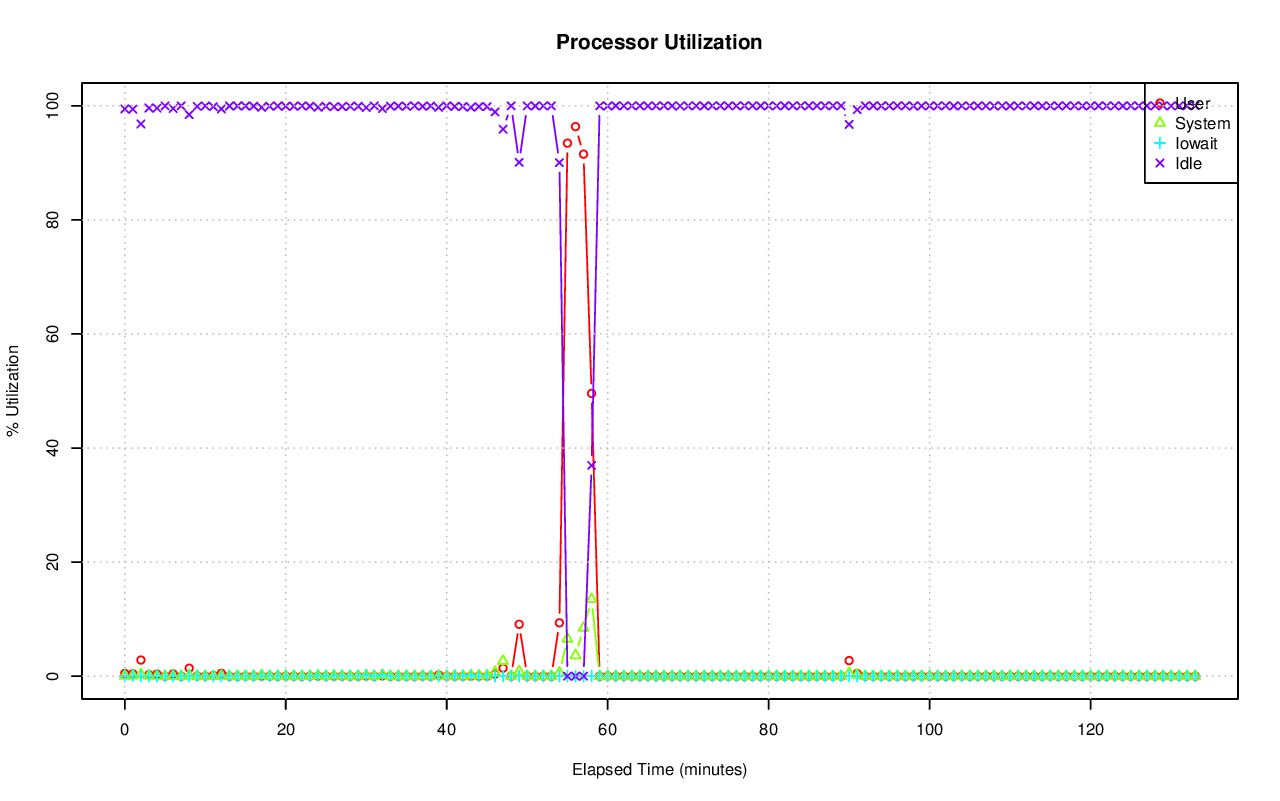 Processor Utilization
% Utilization
100
80
60
40
20
0
User
System
Iowait
Idle
0 20 40 60 80 100 120
Elapsed Time (minutes)